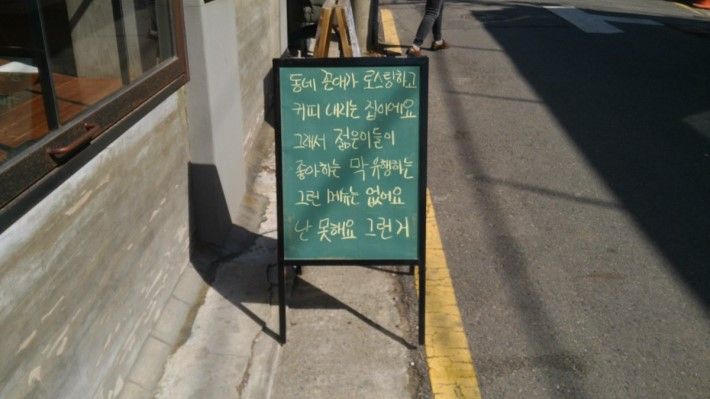 동네 꼰대가 로스팅하고
커피 내리는 집이에요
그래서 젊은이들이
좋아하는 막 유행하는
그런 메뉴는 없어요
난 못해요 그런거